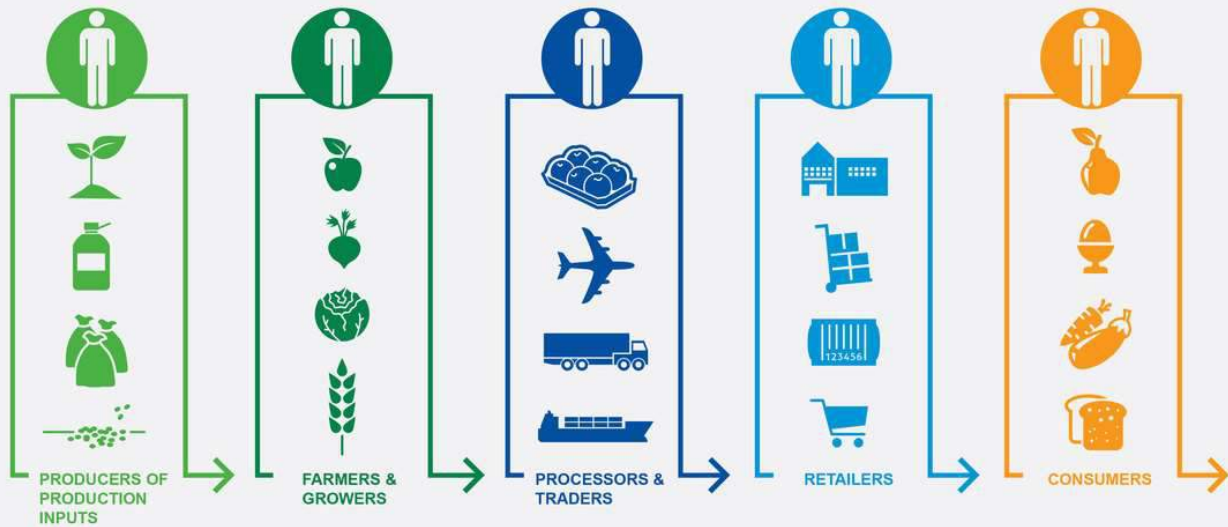 123456
PRODUCERS OF
PRODUCTION
INPUTS
FARMERS &
GROWERS
PROCESSORS &
TRADERS
RETAILERS
CONSUMERS